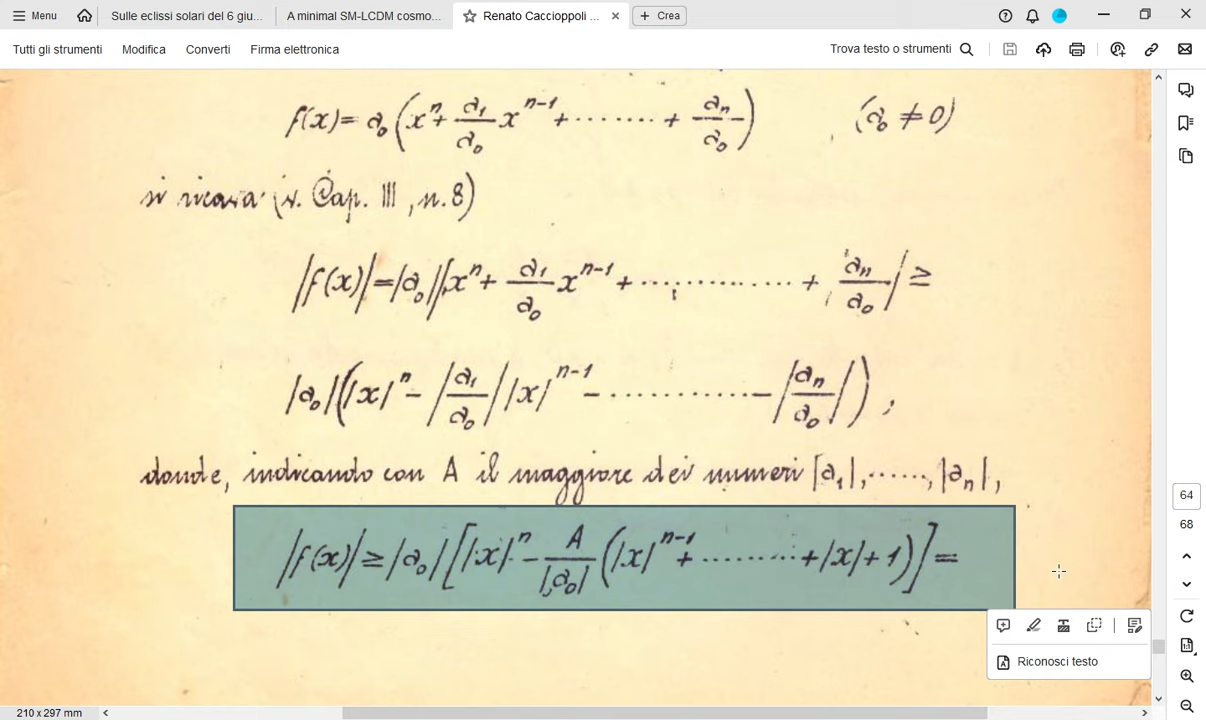 Menu
Sulle eclissi solari del 6 giu...
A minimal SM-LCDM cosmo...
Renato Caccioppoli ...
Crea
Tutti gli strumenti
Modifica
Converti
Firma elettronica
Trova testo o strumenti
f(x) = a₀ (xⁿ + a₁/a₀ xⁿ⁻¹ + ........ + aₙ/a₀) (a₀ ≠ 0)
si ricava (v. Cap. III, n. 8)
|f(x)| = |a₀| |xⁿ + a₁/a₀ xⁿ⁻¹ + .............. + aₙ/a₀| ≥
|a₀| (|x|ⁿ - |a₁/a₀| |x|ⁿ⁻¹ - .............. - |aₙ/a₀|),
donde, indicando con A il maggiore dei numeri |a₁|, ......, |aₙ|,
|f(x)| ≥ |a₀| [|x|ⁿ - A/|a₀| (|x|ⁿ⁻¹ + ......... + |x| + 1)] =
64
68
Riconosci testo
210 x 297 mm